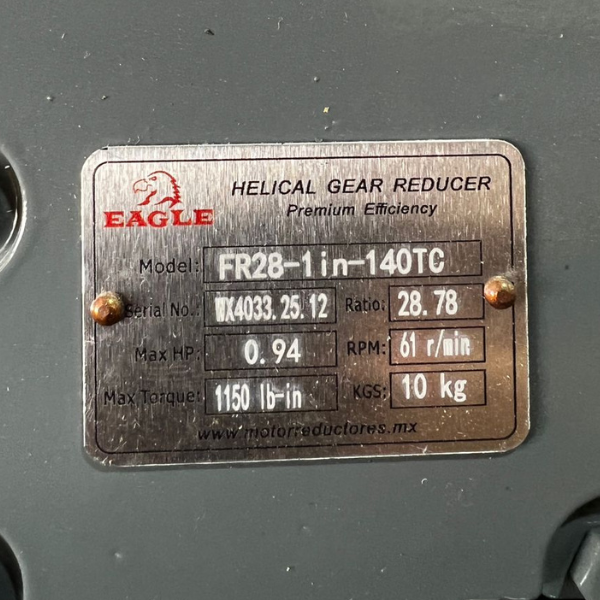 EAGLE
HELICAL GEAR REDUCER
Premium Efficiency
Model: FR28-1in-140TC
Serial No.: WX4033.25.12 Ratio: 28.78
Max HP: 0.94 RPM: 61 r/min
Max Torque: 1150 lb-in KGS: 10 kg
www.motorreductores.mx